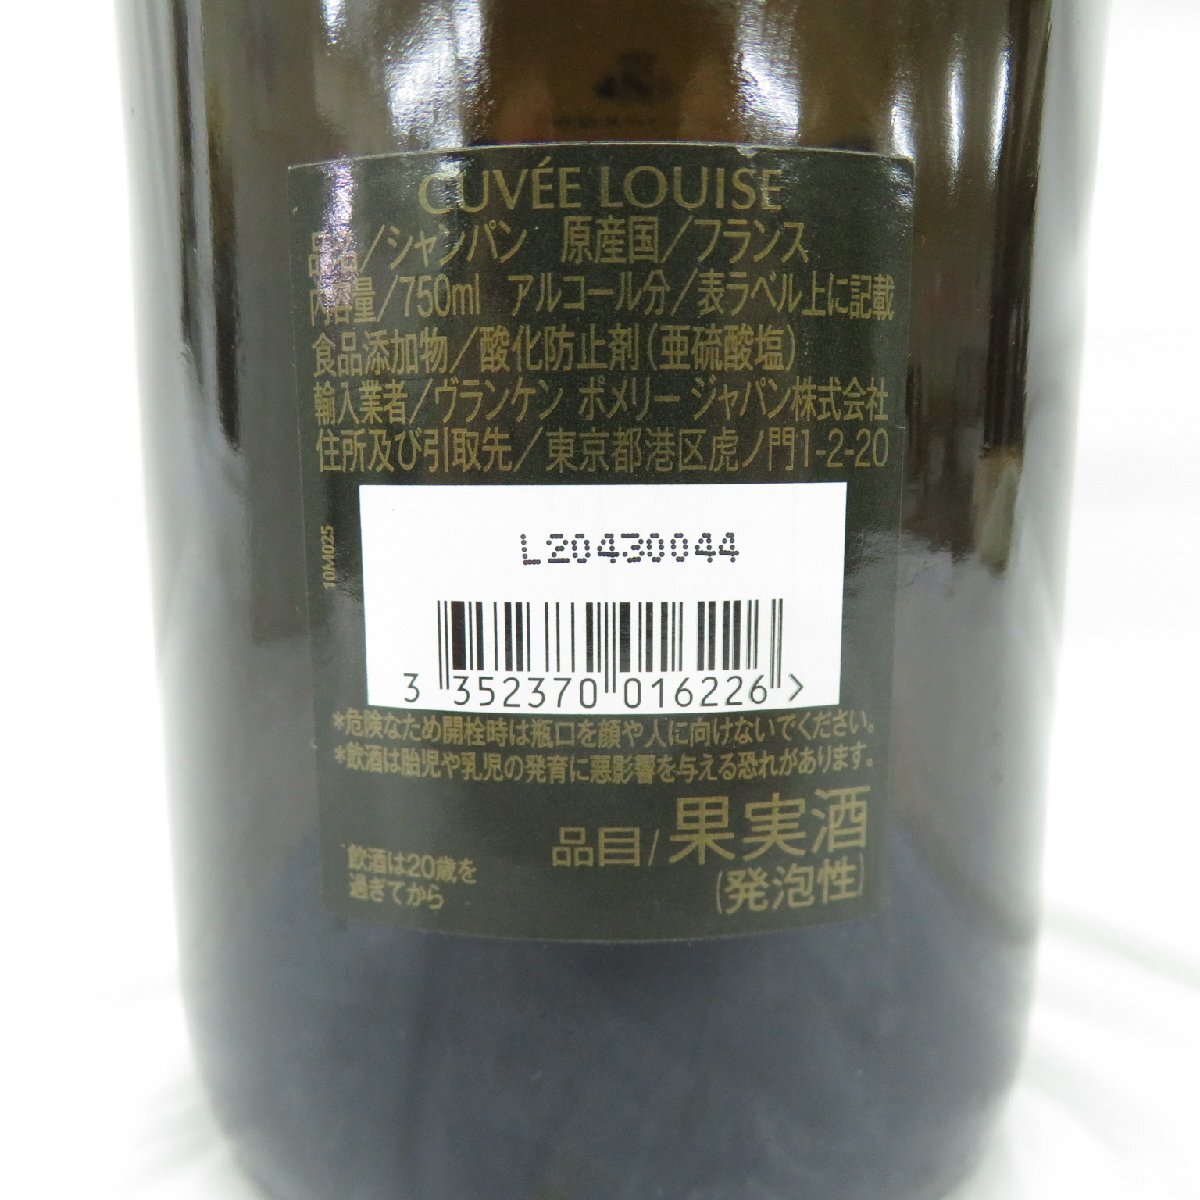 CUVÉE LOUISE
品名/シャンパン 原産国/フランス
内容量/750ml アルコール分/表ラベル上に記載
食品添加物/酸化防止剤(亜硫酸塩)
輸入業者/ヴランケン ポメリー ジャパン株式会社
住所及び引取先/東京都港区虎ノ門1-2-20
10M025
L20430044
3 352370 016226 >
*危険なため開栓時は瓶口を顔や人に向けないでください。
*飲酒は胎児や乳児の発育に悪影響を与える恐れがあります。
品目/果実酒
(発泡性)
飲酒は20歳を
過ぎてから